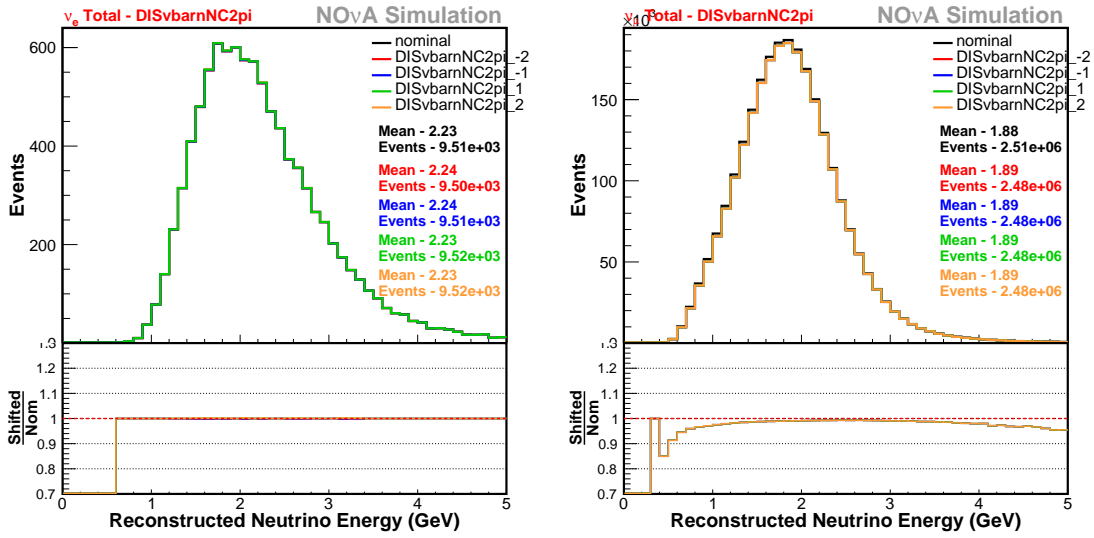 ν_e Total - DISvbarnNC2pi NOνA Simulation
nominal
DISvbarnNC2pi_-2
DISvbarnNC2pi_-1
DISvbarnNC2pi_1
DISvbarnNC2pi_2
Mean - 2.23
Events - 9.51e+03
Mean - 2.24
Events - 9.50e+03
Mean - 2.24
Events - 9.51e+03
Mean - 2.23
Events - 9.52e+03
Mean - 2.23
Events - 9.52e+03
Events
600
400
200
1.3
1.2
1.1
1
0.9
0.8
0.7
Shifted
Nom
0 1 2 3 4 5
Reconstructed Neutrino Energy (GeV)
Total - DISvbarnNC2pi NOνA Simulation
nominal
DISvbarnNC2pi_-2
DISvbarnNC2pi_-1
DISvbarnNC2pi_1
DISvbarnNC2pi_2
Mean - 1.88
Events - 2.51e+06
Mean - 1.89
Events - 2.48e+06
Mean - 1.89
Events - 2.48e+06
Mean - 1.89
Events - 2.48e+06
Mean - 1.89
Events - 2.48e+06
Events
150
100
50
1.3
1.2
1.1
1
0.9
0.8
0.7
Shifted
Nom
0 1 2 3 4 5
Reconstructed Neutrino Energy (GeV)